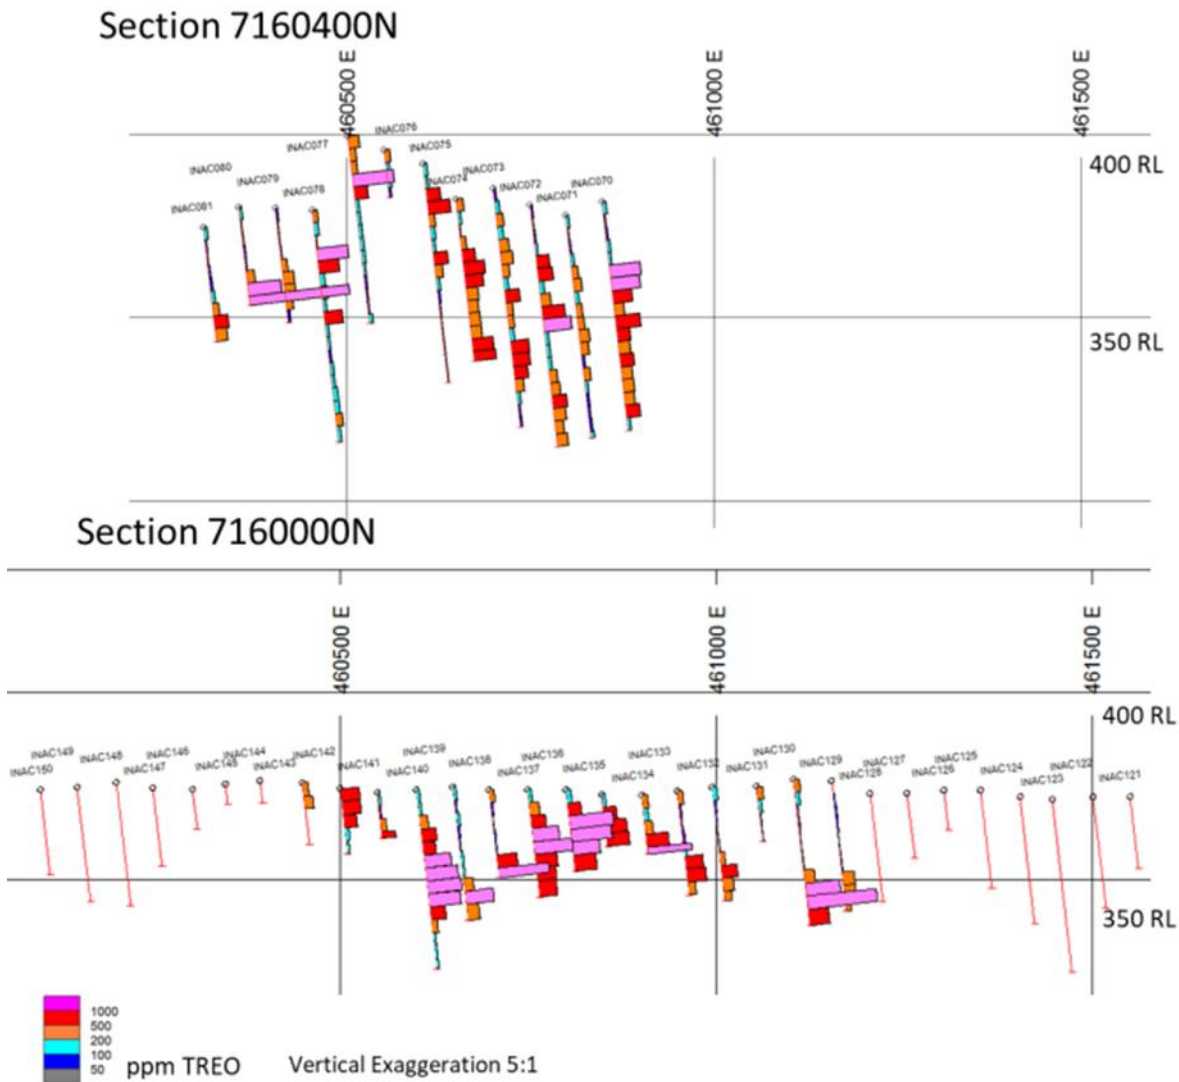 Section 7160400N
460500 E
461000 E
461500 E
INAC076
INAC077
INAC075
400 RL
INAC080
INAC073
INAC079
INAC074
INAC070
INAC078
INAC072
INAC071
INAC081
350 RL
Section 7160000N
460500 E
461000 E
461500 E
400 RL
INAC149
INAC148
INAC146
INAC144
INAC142
INAC139
INAC136
INAC133
INAC130
INAC127
INAC125
INAC150
INAC147
INAC145
INAC143
INAC141
INAC140
INAC138
INAC137
INAC135
INAC134
INAC132
INAC131
INAC129
INAC128
INAC126
INAC124
INAC123
INAC122
INAC121
350 RL
1000
500
200
100
50
ppm TREO
Vertical Exaggeration 5:1